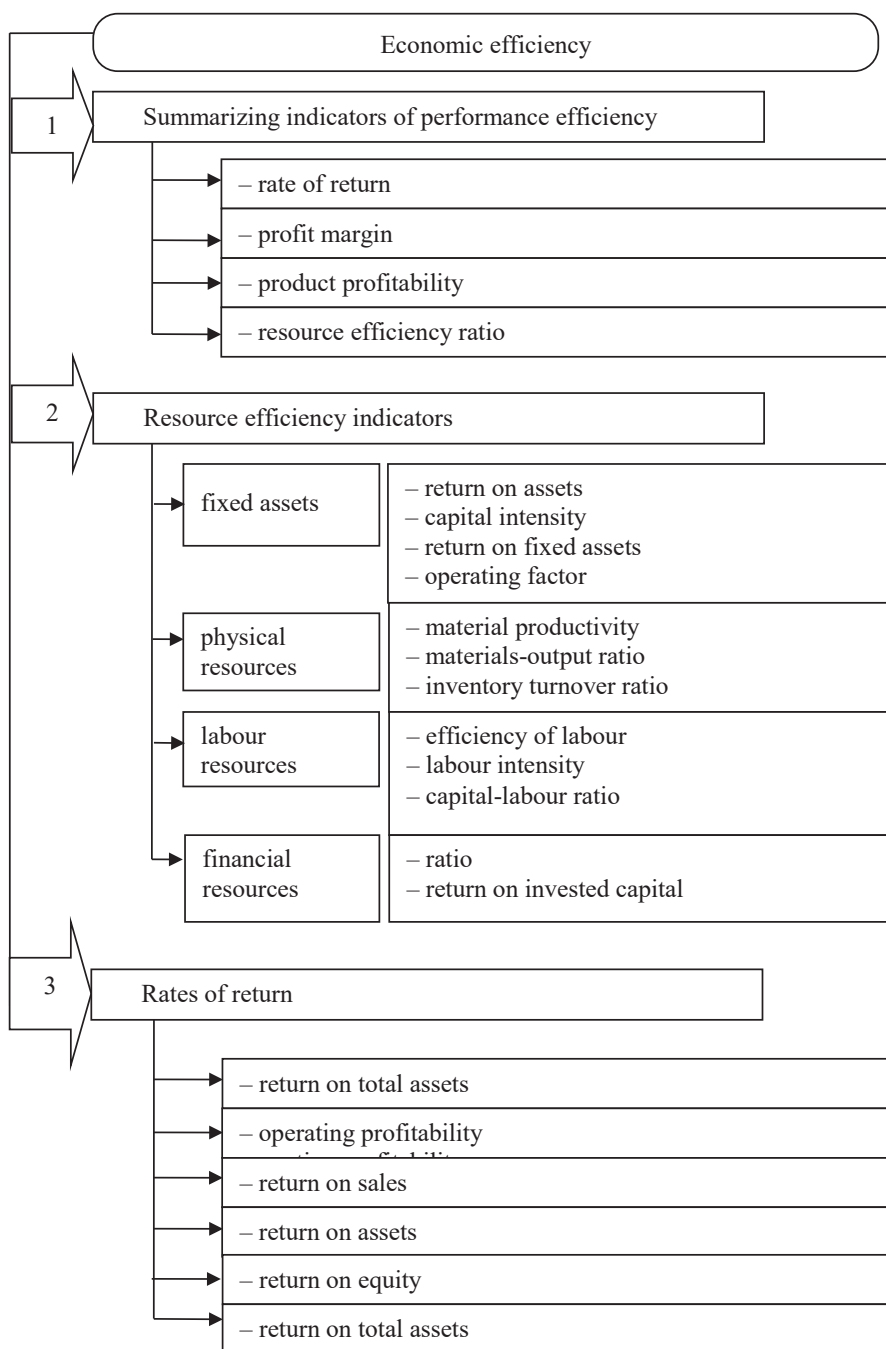 Economic efficiency
1
Summarizing indicators of performance efficiency
– rate of return
– profit margin
– product profitability
– resource efficiency ratio
2
Resource efficiency indicators
fixed assets
– return on assets
– capital intensity
– return on fixed assets
– operating factor
physical
resources
– material productivity
– materials-output ratio
– inventory turnover ratio
labour
resources
– efficiency of labour
– labour intensity
– capital-labour ratio
financial
resources
– ratio
– return on invested capital
3
Rates of return
– return on total assets
– operating profitability
– return on sales
– return on assets
– return on equity
– return on total assets